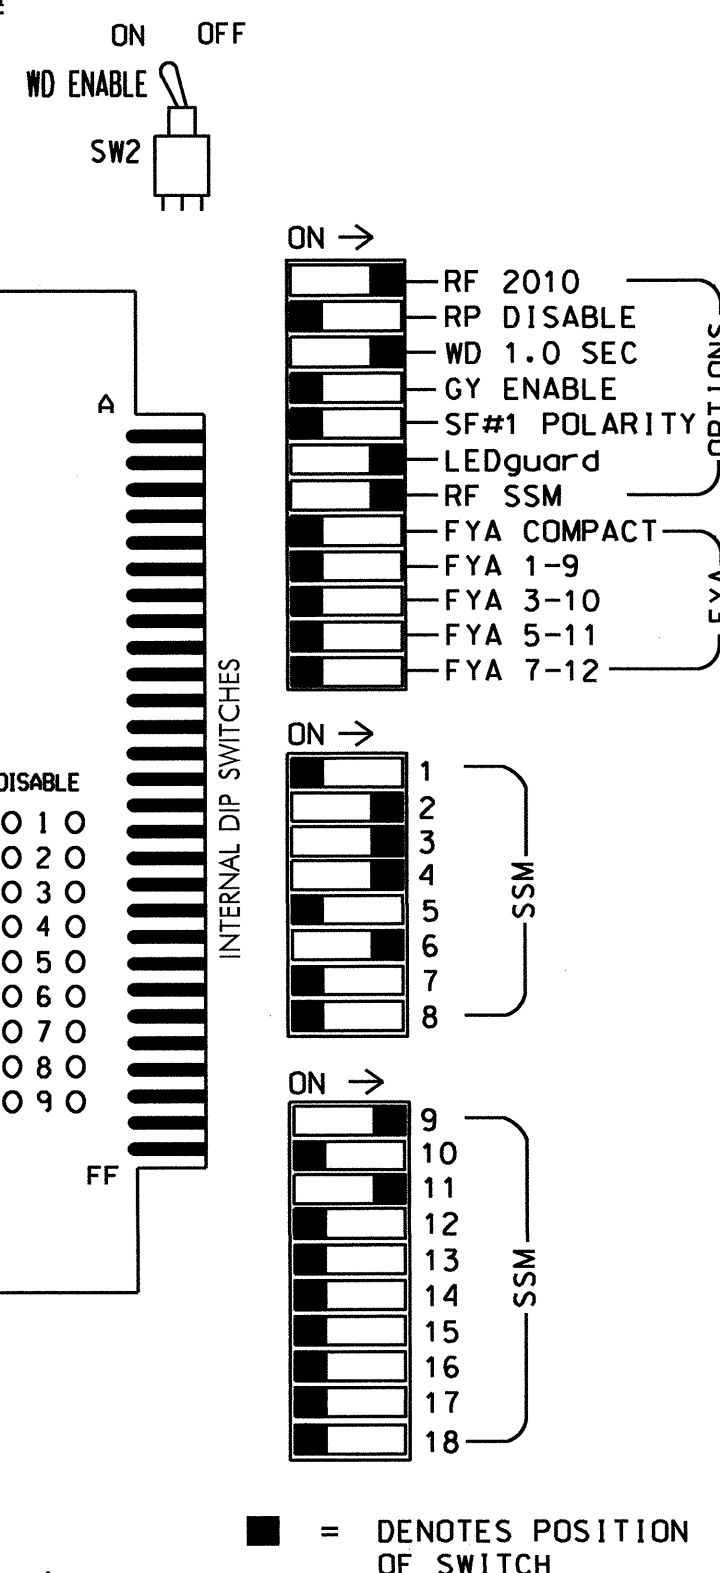 ON OFF
WD ENABLE
SW2
ON →
RF 2010
RP DISABLE
WD 1.0 SEC
GY ENABLE
SF#1 POLARITY
LEDguard
RF SSM
OPTIONS
FYA COMPACT
FYA 1-9
FYA 3-10
FYA 5-11
FYA 7-12
FYA
A
FF
INTERNAL DIP SWITCHES
DISABLE
1
2
3
4
5
6
7
8
9
ON →
1
2
3
4
5
6
7
8
SSM
ON →
9
10
11
12
13
14
15
16
17
18
SSM
= DENOTES POSITION
OF SWITCH